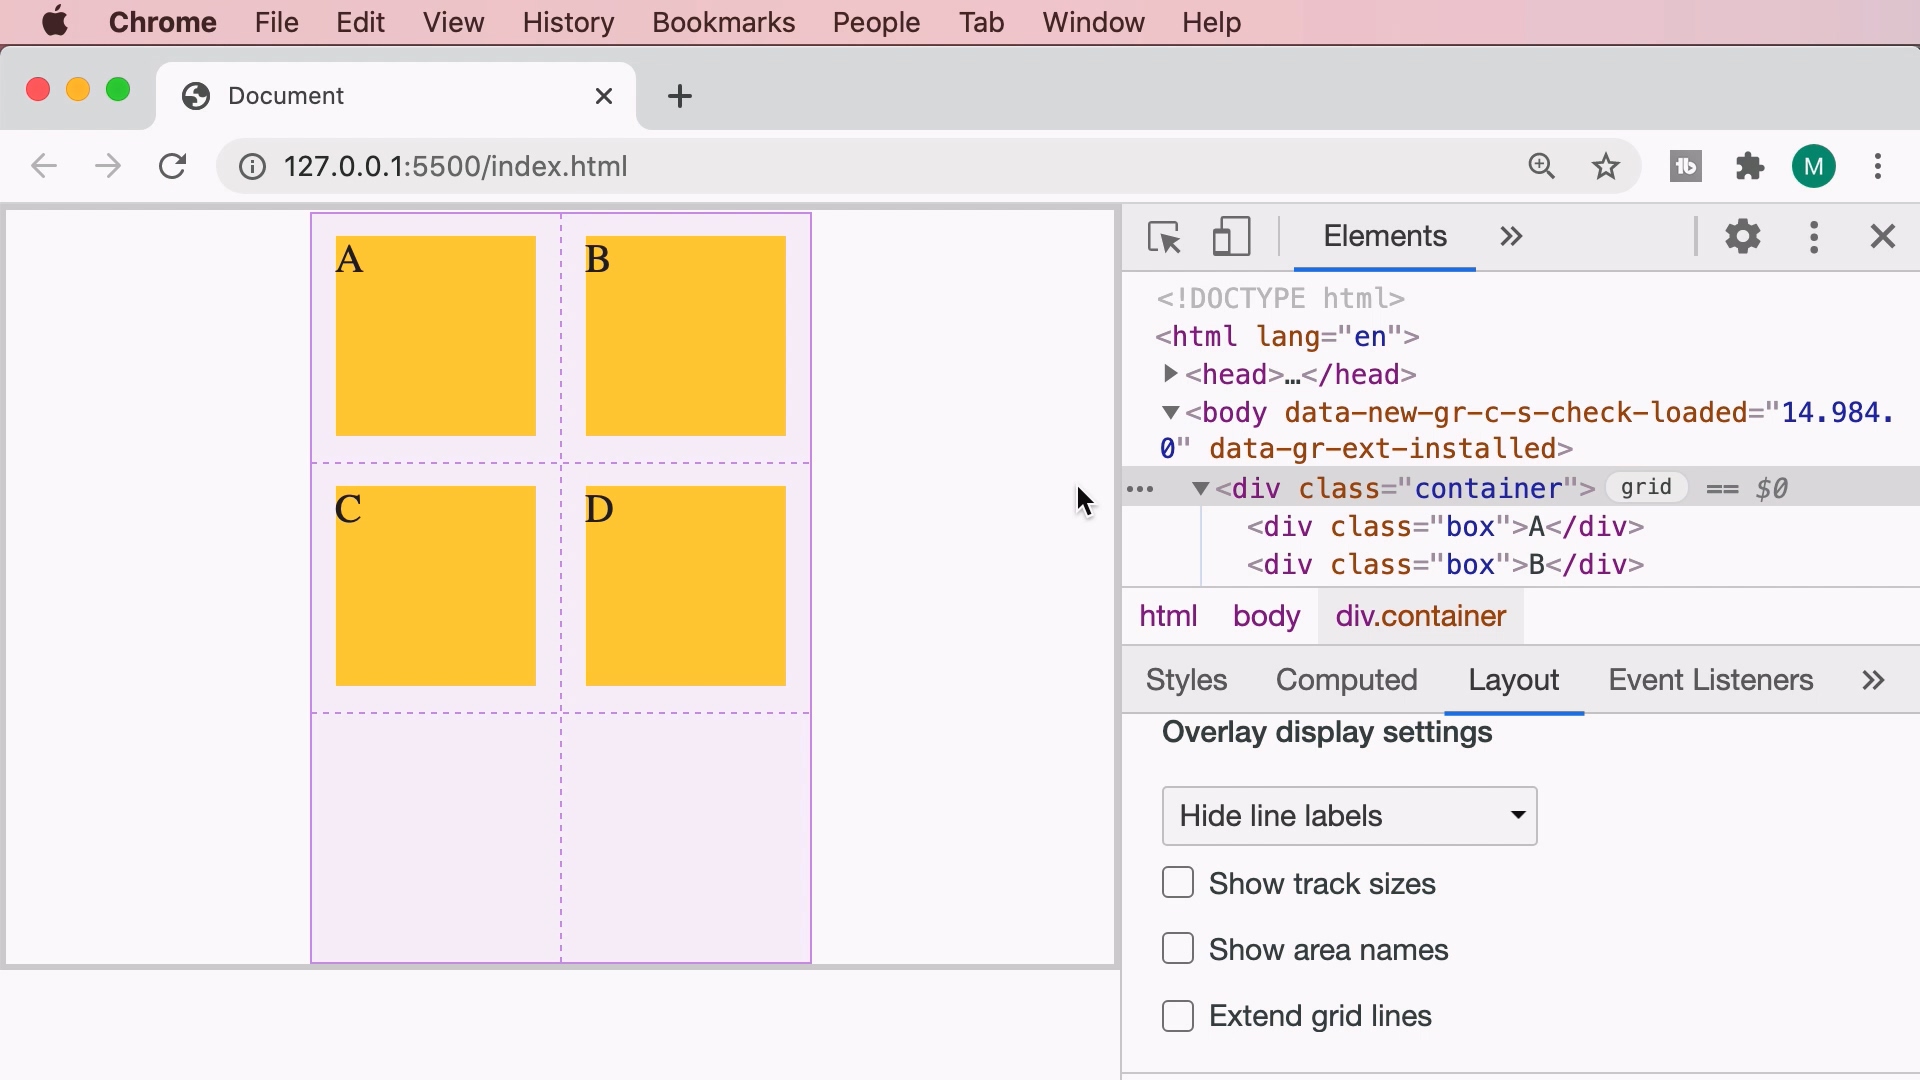 Chrome File Edit View History Bookmarks People Tab Window Help
Document
127.0.0.1:5500/index.html
M
A B
C D
Elements
<!DOCTYPE html>
<html lang="en">
<head>…</head>
<body data-new-gr-c-s-check-loaded="14.984.
0" data-gr-ext-installed>
<div class="container"> grid == $0
<div class="box">A</div>
<div class="box">B</div>
html body div.container
Styles Computed Layout Event Listeners
Overlay display settings
Hide line labels
Show track sizes
Show area names
Extend grid lines